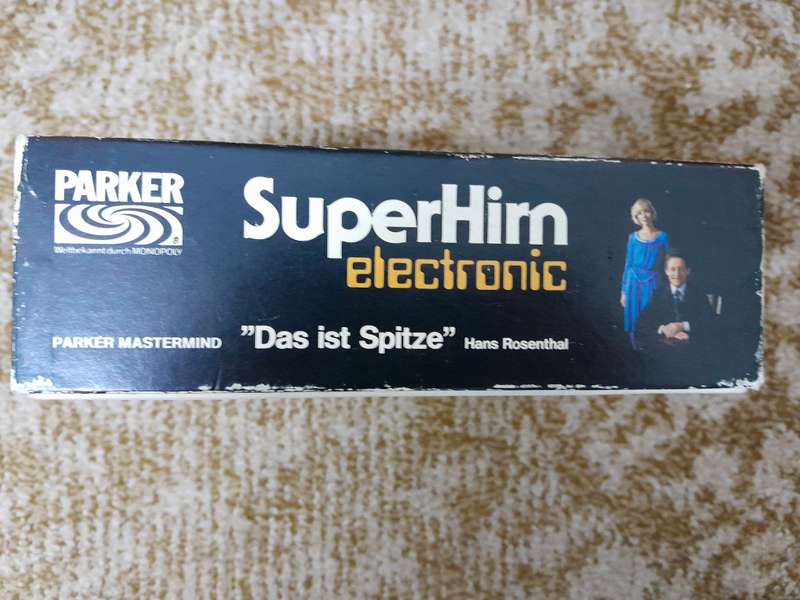 PARKER
Weltbekannt durch MONOPOLY
SuperHirn
electronic
PARKER MASTERMIND "Das ist Spitze" Hans Rosenthal